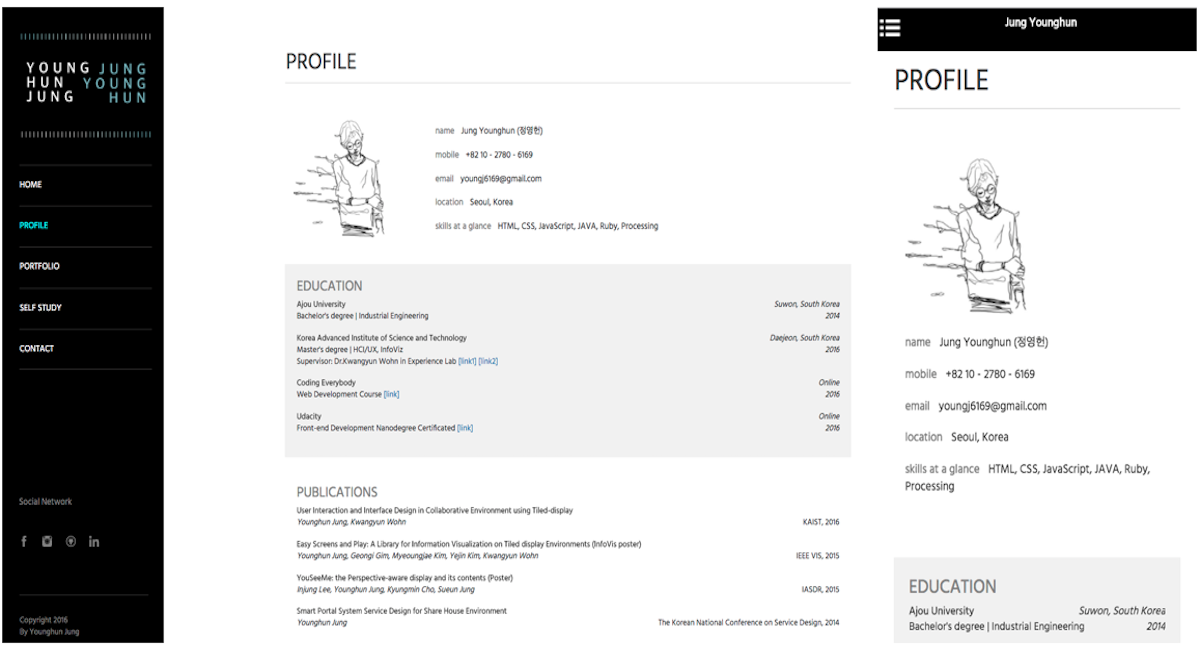 YOUNG JUNG
HUN YOUNG
JUNG HUN
HOME
PROFILE
PORTFOLIO
SELF STUDY
CONTACT
Social Network
Copyright 2016
By Younghun Jung
PROFILE
name Jung Younghun (정영헌)
mobile +82 10 - 2780 - 6169
email youngj6169@gmail.com
location Seoul, Korea
skills at a glance HTML, CSS, JavaScript, JAVA, Ruby, Processing
EDUCATION
Ajou University Suwon, South Korea
Bachelor's degree | Industrial Engineering 2014
Korea Advanced Institute of Science and Technology Daejeon, South Korea
Master's degree | HCI/UX, InfoViz 2016
Supervisor: Dr.Kwangyun Wohn in Experience Lab [link1] [link2]
Coding Everybody Online
Web Development Course [link] 2016
Udacity Online
Front-end Development Nanodegree Certificated [link] 2016
PUBLICATIONS
User Interaction and Interface Design in Collaborative Environment using Tiled-display
Younghun Jung, Kwangyun Wohn KAIST, 2016
Easy Screens and Play: A Library for Information Visualization on Tiled display Environments (InfoVis poster)
Younghun Jung, Geongi Gim, Myeoungjae Kim, Yejin Kim, Kwangyun Wohn IEEE VIS, 2015
YouSeeMe: the Perspective-aware display and its contents (Poster)
Injung Lee, Younghun Jung, Kyungmin Cho, Sueun Jung IASDR, 2015
Smart Portal System Service Design for Share House Environment
Younghun Jung The Korean National Conference on Service Design, 2014
Jung Younghun
PROFILE
name Jung Younghun (정영헌)
mobile +82 10 - 2780 - 6169
email youngj6169@gmail.com
location Seoul, Korea
skills at a glance HTML, CSS, JavaScript, JAVA, Ruby,
Processing
EDUCATION
Ajou University Suwon, South Korea
Bachelor's degree | Industrial Engineering 2014